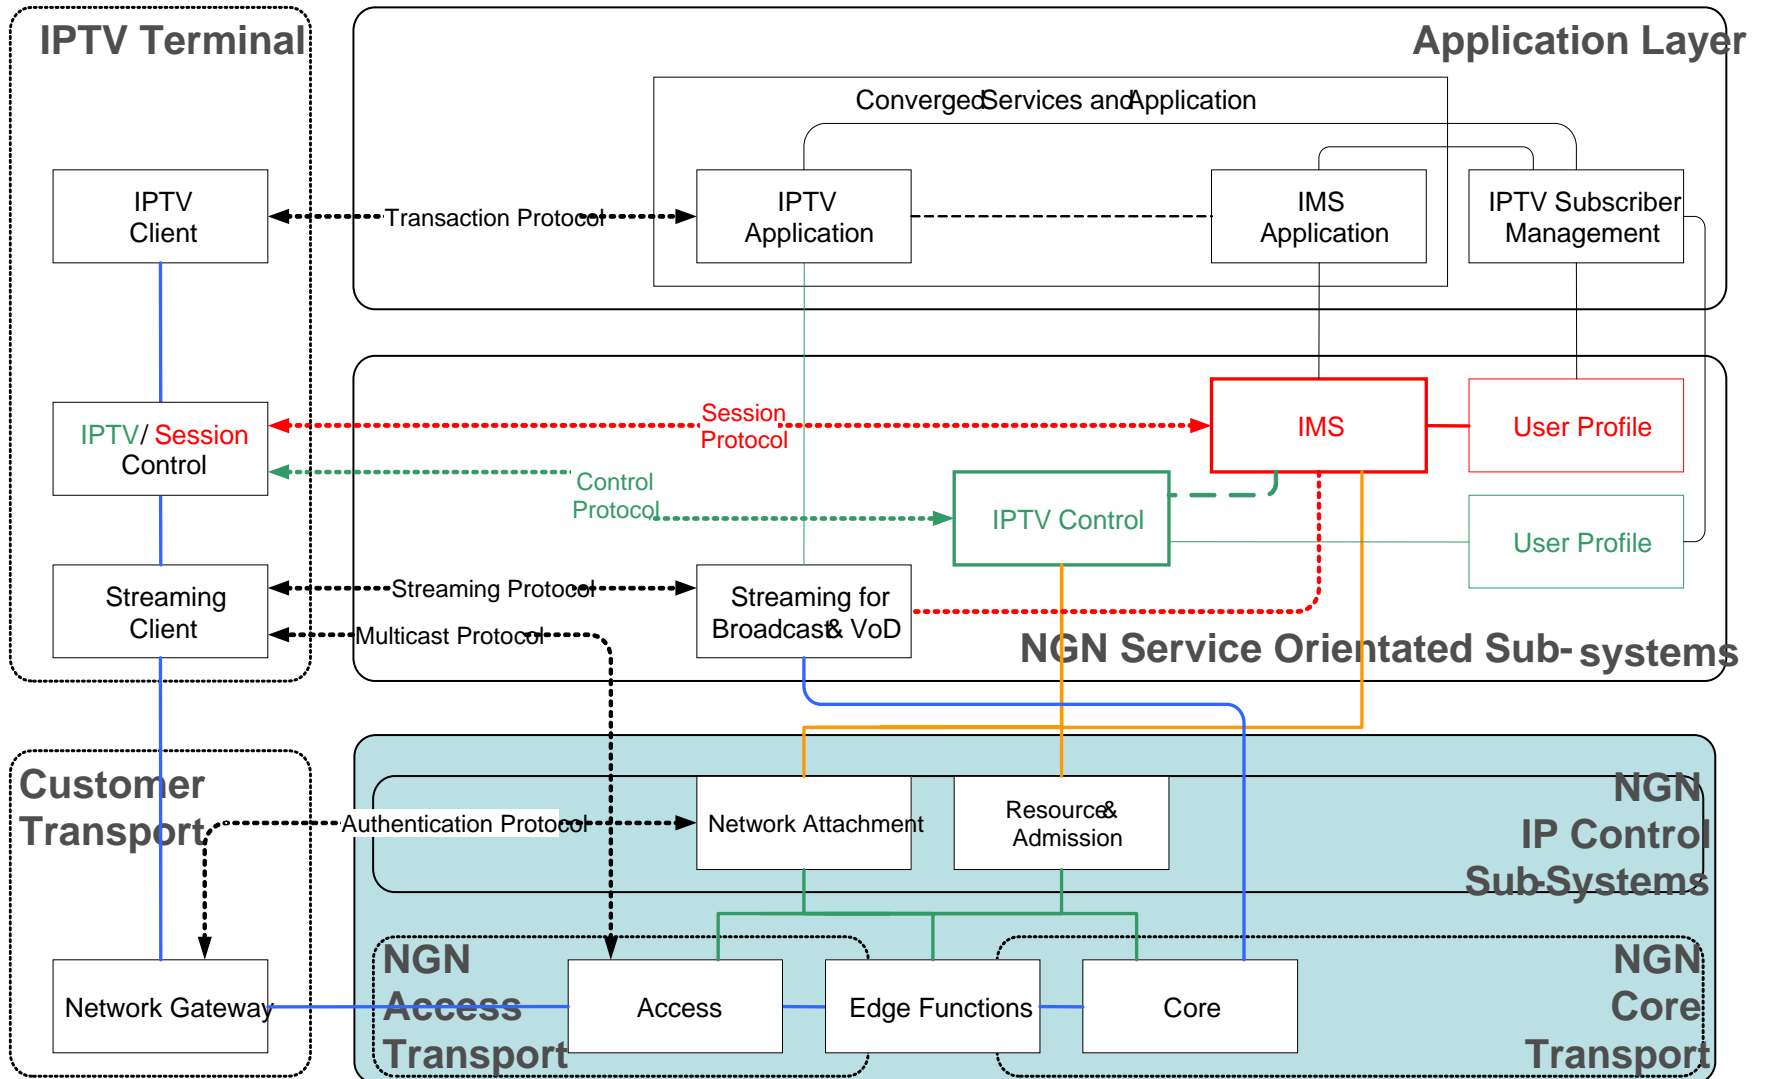 IPTV Terminal
Application Layer
Converged Services and Application
IPTV
Client
Transaction Protocol
IPTV
Application
IMS
Application
IPTV Subscriber
Management
IPTV / Session
Control
Session
Protocol
IMS
User Profile
Control
Protocol
IPTV Control
User Profile
Streaming
Client
Streaming Protocol
Multicast Protocol
Streaming for
Broadcast & VoD
NGN Service Orientated Sub-systems
Customer
Transport
Authentication Protocol
Network Attachment
Resource &
Admission
NGN
IP Control
Sub-Systems
Network Gateway
NGN
Access
Transport
Access
Edge Functions
Core
NGN
Core
Transport